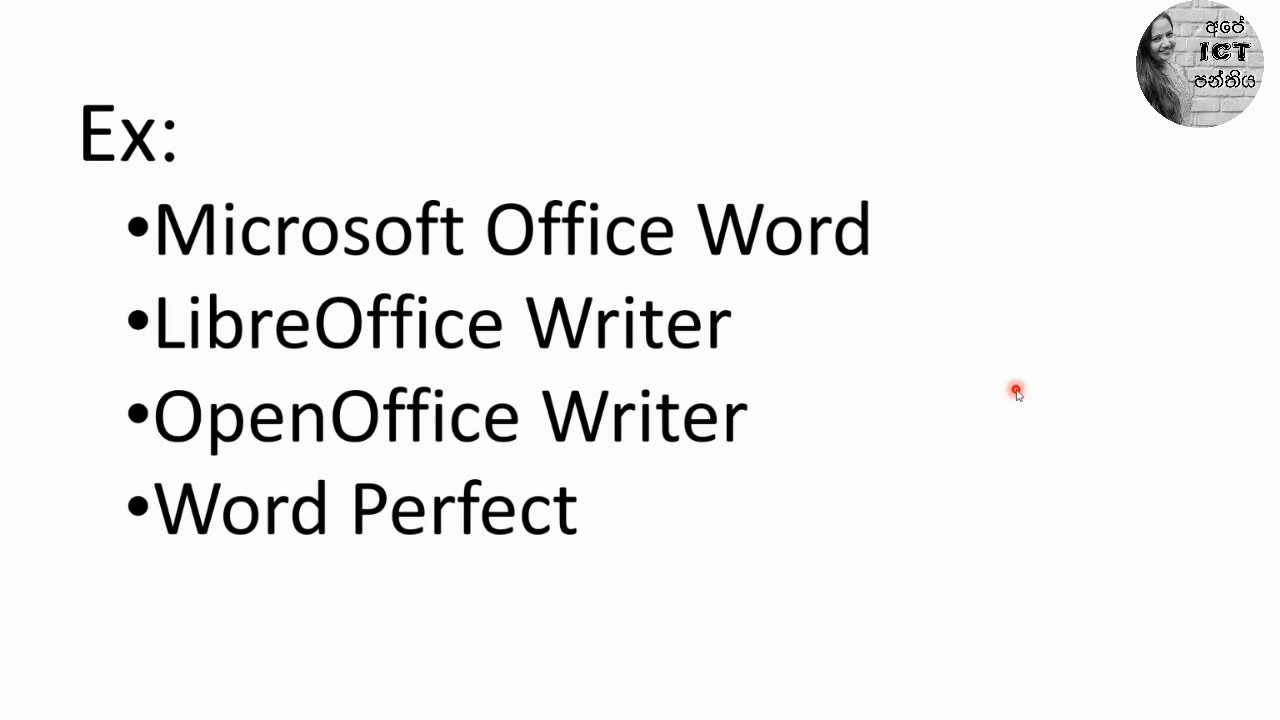 අපේ
ICT
පන්තිය
Ex:
•Microsoft Office Word
•LibreOffice Writer
•OpenOffice Writer
•Word Perfect